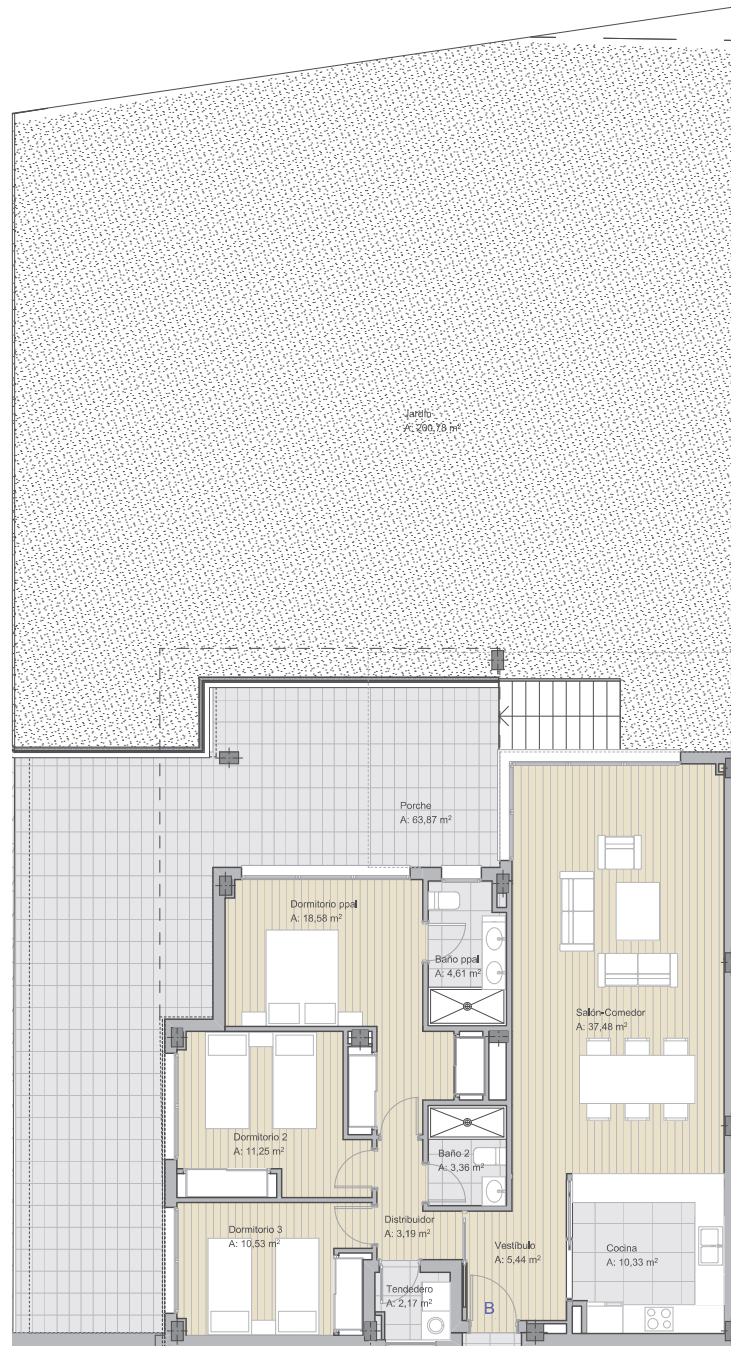 Jardín
A: 200,78 m²
Porche
A: 63,87 m²
Dormitorio ppal
A: 18,58 m²
Baño ppal
A: 4,61 m²
Salón-Comedor
A: 37,48 m²
Dormitorio 2
A: 11,25 m²
Baño 2
A: 3,36 m²
Dormitorio 3
A: 10,53 m²
Distribuidor
A: 3,19 m²
Vestíbulo
A: 5,44 m²
Cocina
A: 10,33 m²
Tendedero
A: 2,17 m²
B